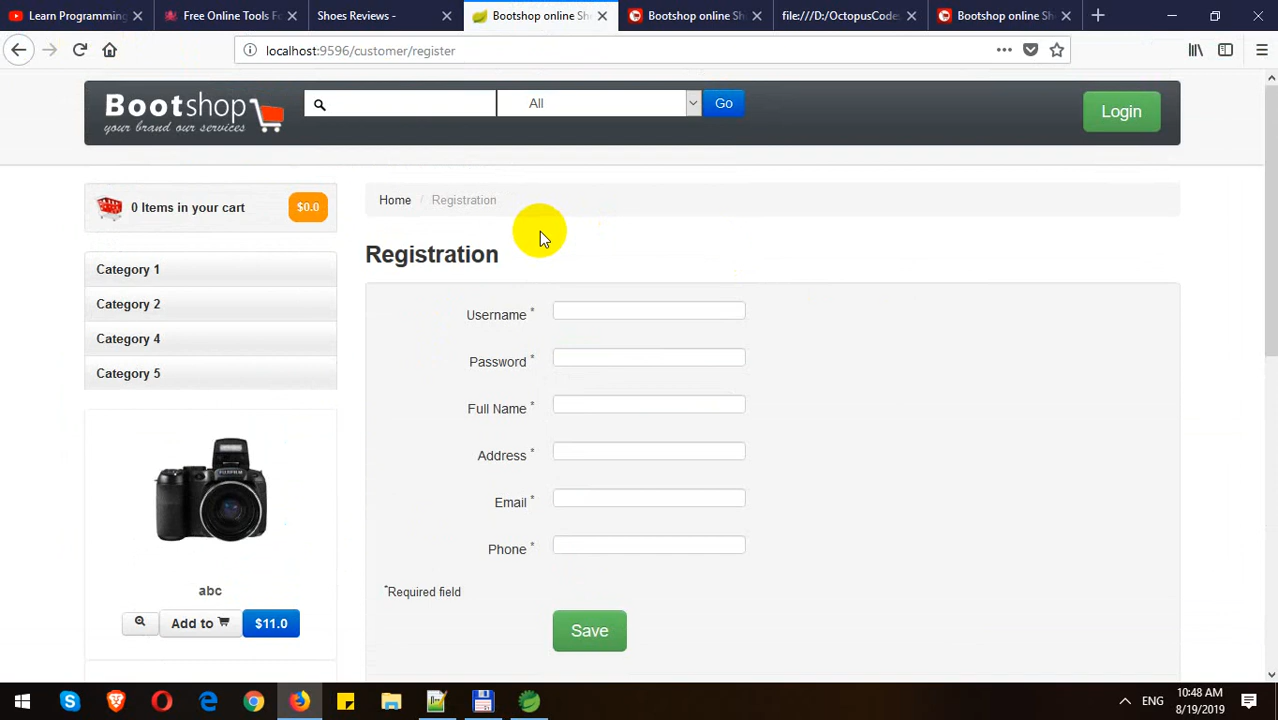 Learn Programming
Free Online Tools Fo
Shoes Reviews -
Bootshop online Sh
Bootshop online Sh
file:///D:/OctopusCode
Bootshop online Sh
localhost:9596/customer/register
Bootshop
your brand our services
All
Go
Login
0 Items in your cart
$0.0
Home / Registration
Registration
Category 1
Category 2
Category 4
Category 5
Username *
Password *
Full Name *
Address *
Email *
Phone *
*Required field
Save
FUJIFILM
abc
Add to
$11.0
ENG
10:48 AM
8/19/2019